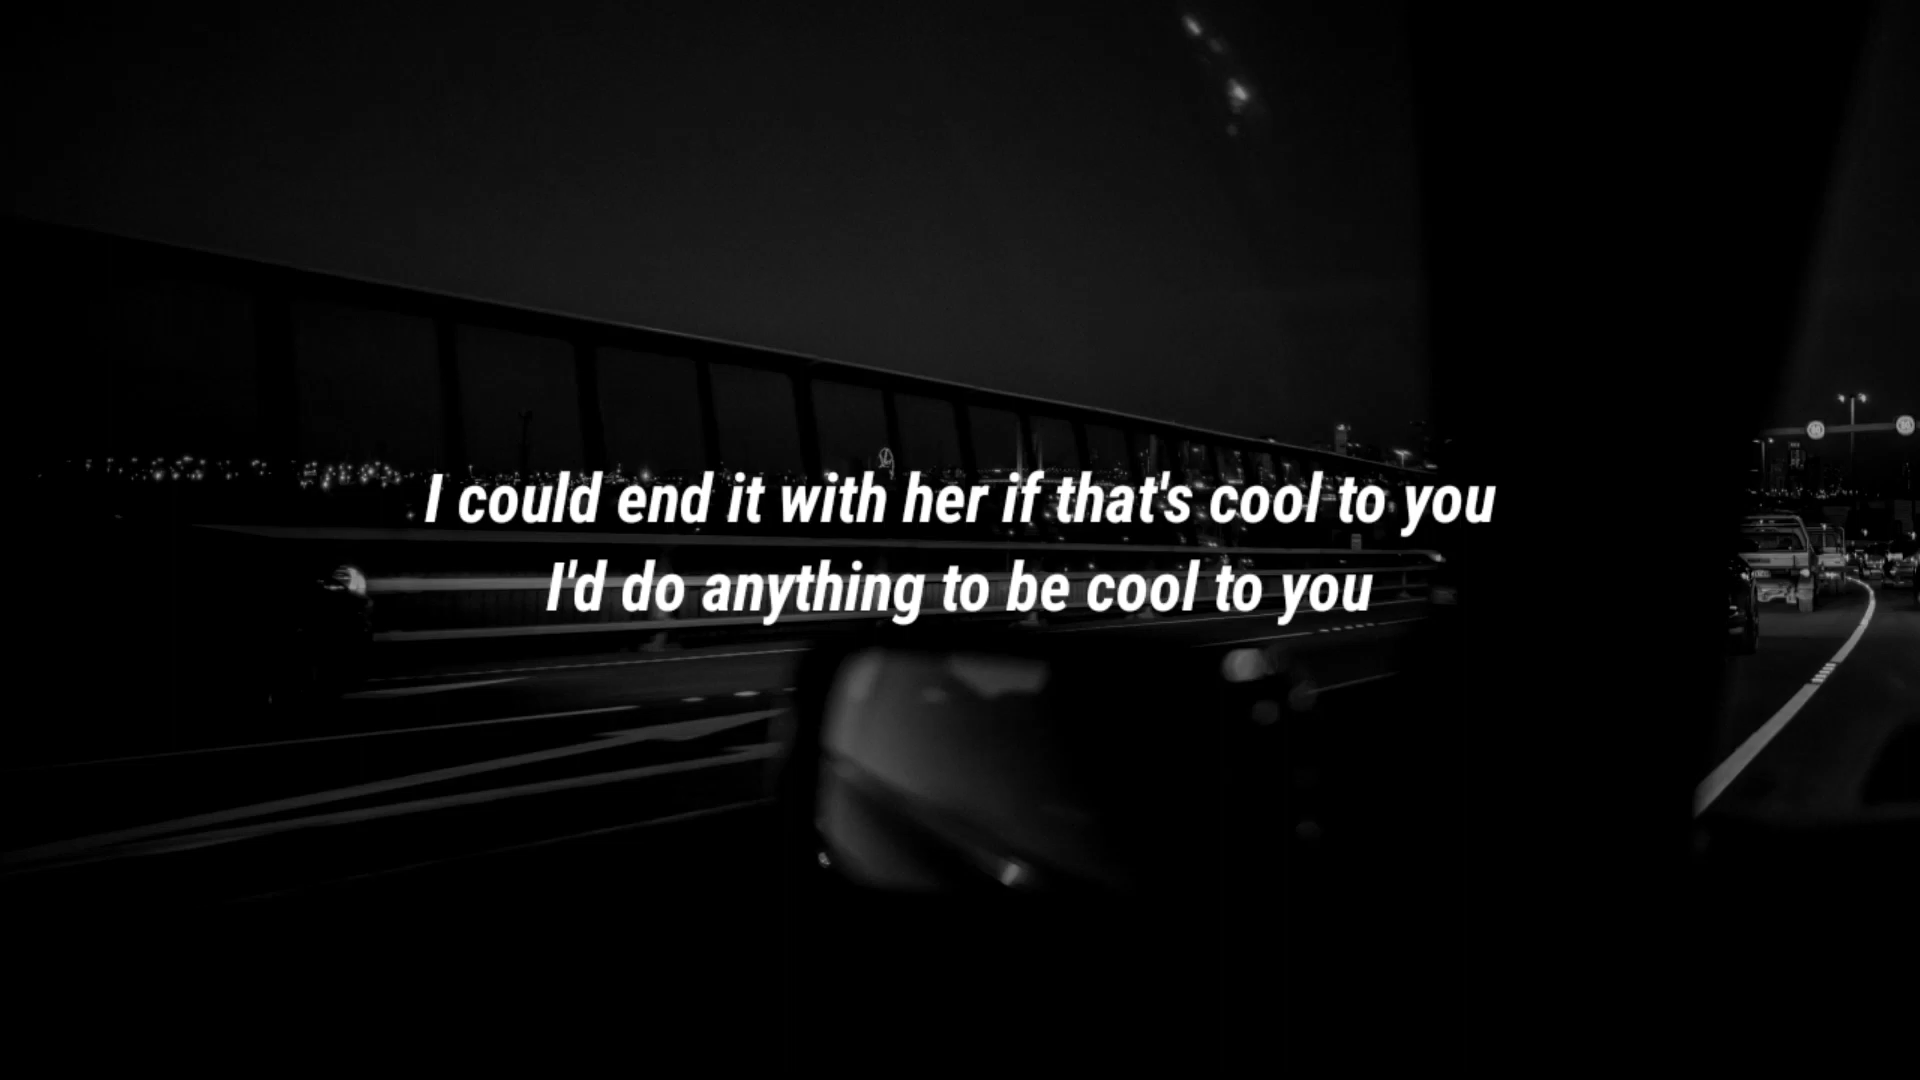 I could end it with her if that's cool to you
I'd do anything to be cool to you